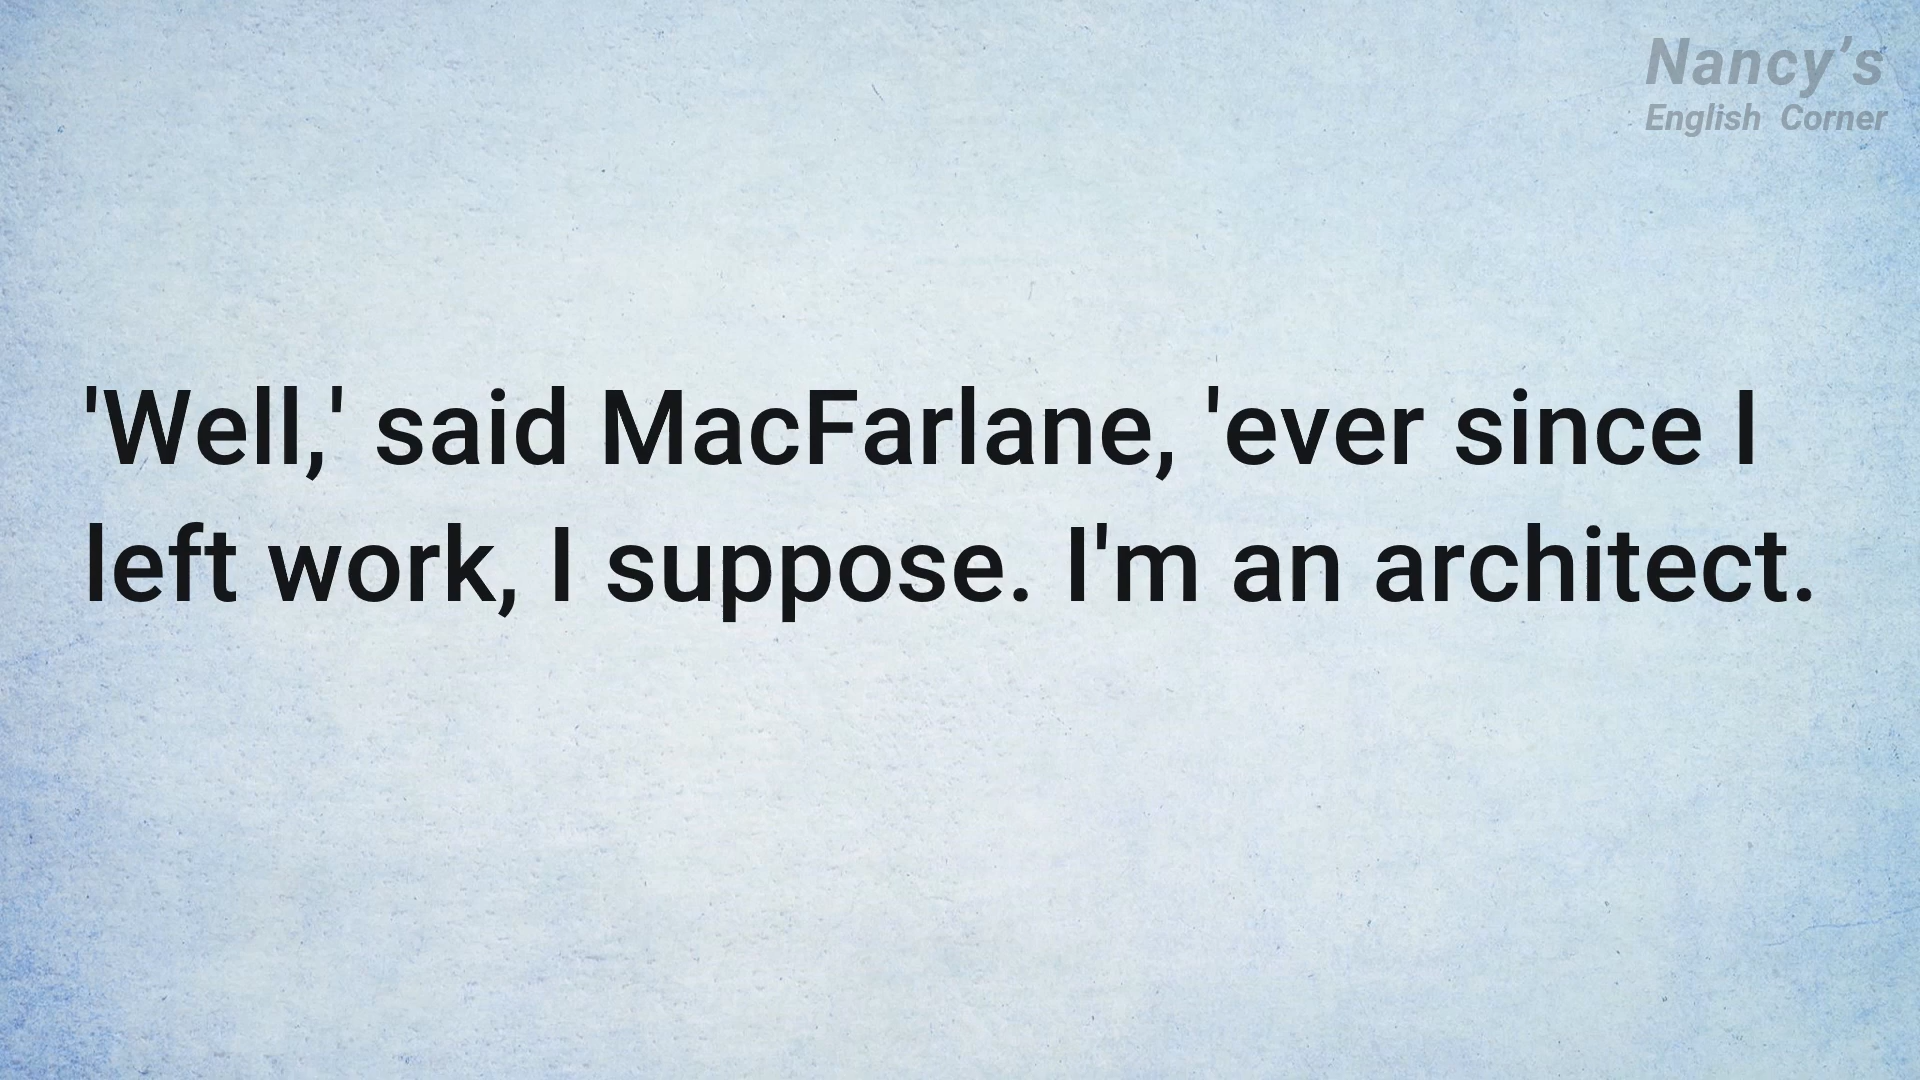 Nancy’s
English Corner
'Well,' said MacFarlane, 'ever since I
left work, I suppose. I'm an architect.